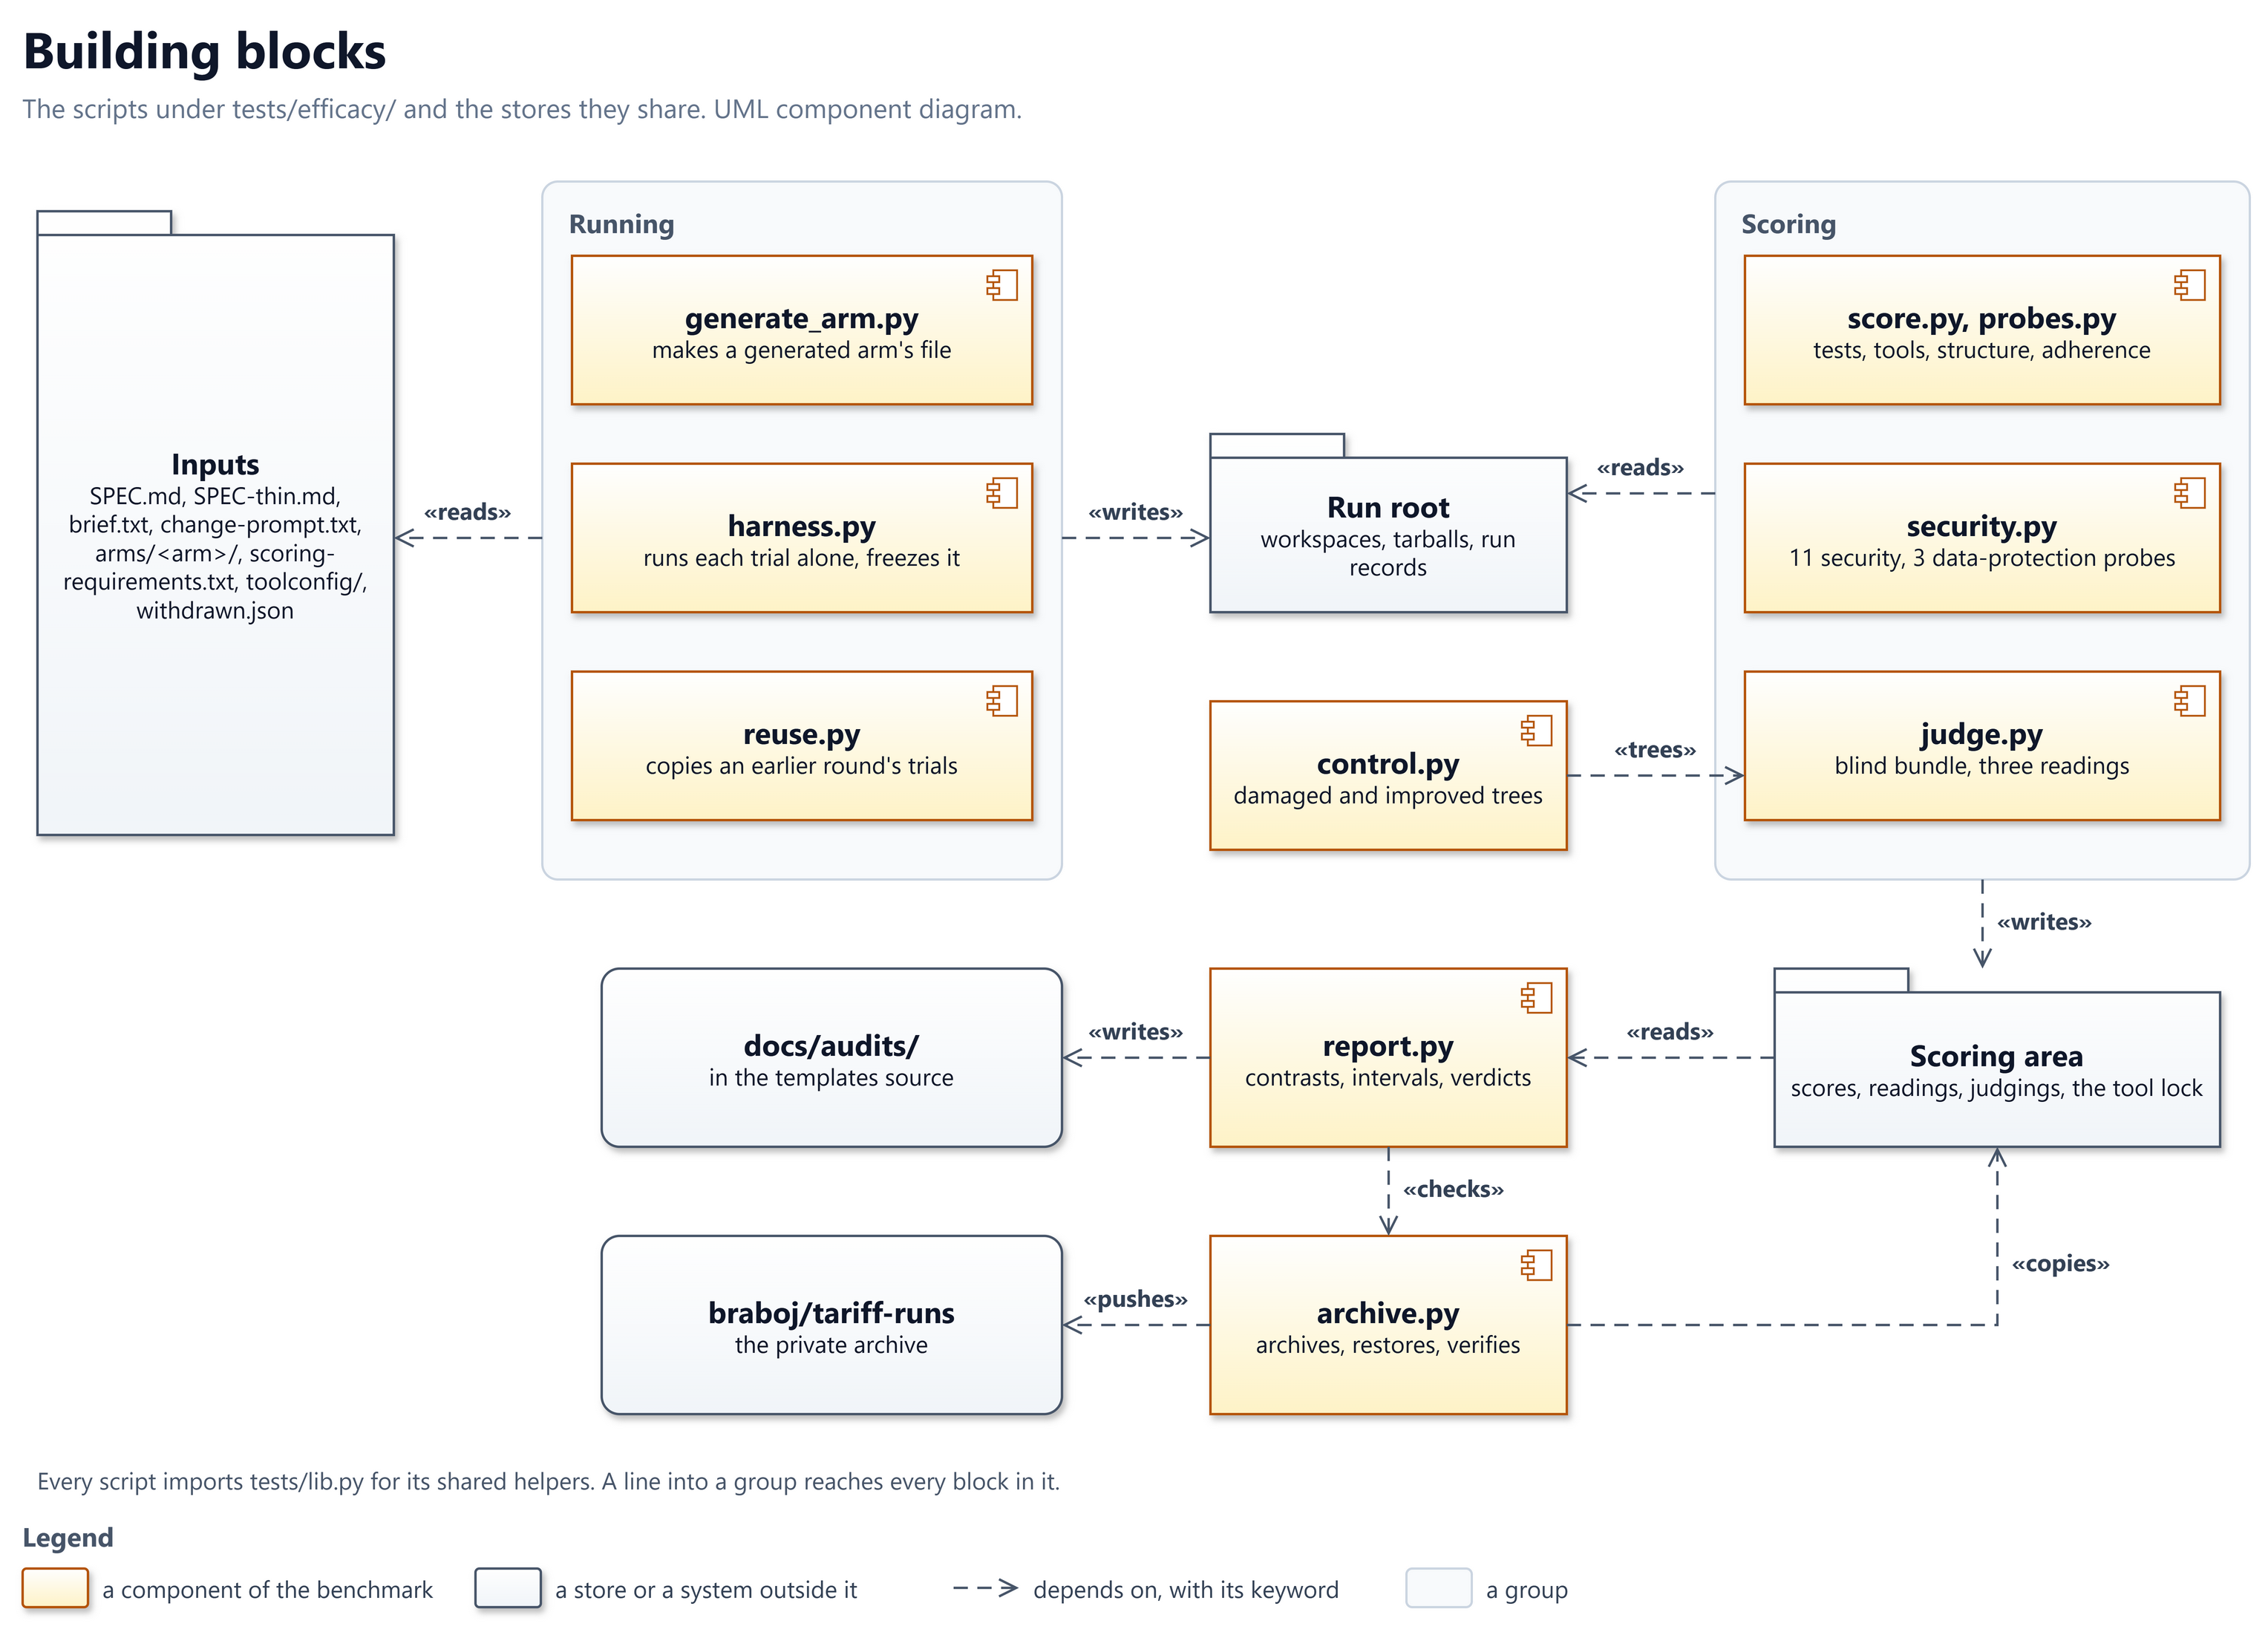 Building blocks
The scripts under tests/efficacy/ and the stores they share. UML component diagram.
Inputs
SPEC.md, SPEC-thin.md,
brief.txt, change-prompt.txt,
arms/<arm>/, scoring-
requirements.txt, toolconfig/,
withdrawn.json
«reads»
Running
generate_arm.py
makes a generated arm's file
harness.py
runs each trial alone, freezes it
reuse.py
copies an earlier round's trials
«writes»
Run root
workspaces, tarballs, run
records
«reads»
control.py
damaged and improved trees
«trees»
Scoring
score.py, probes.py
tests, tools, structure, adherence
security.py
11 security, 3 data-protection probes
judge.py
blind bundle, three readings
«writes»
docs/audits/
in the templates source
«writes»
report.py
contrasts, intervals, verdicts
«reads»
Scoring area
scores, readings, judgings, the tool lock
«checks»
braboj/tariff-runs
the private archive
«pushes»
archive.py
archives, restores, verifies
«copies»
Every script imports tests/lib.py for its shared helpers. A line into a group reaches every block in it.
Legend
a component of the benchmark
a store or a system outside it
depends on, with its keyword
a group